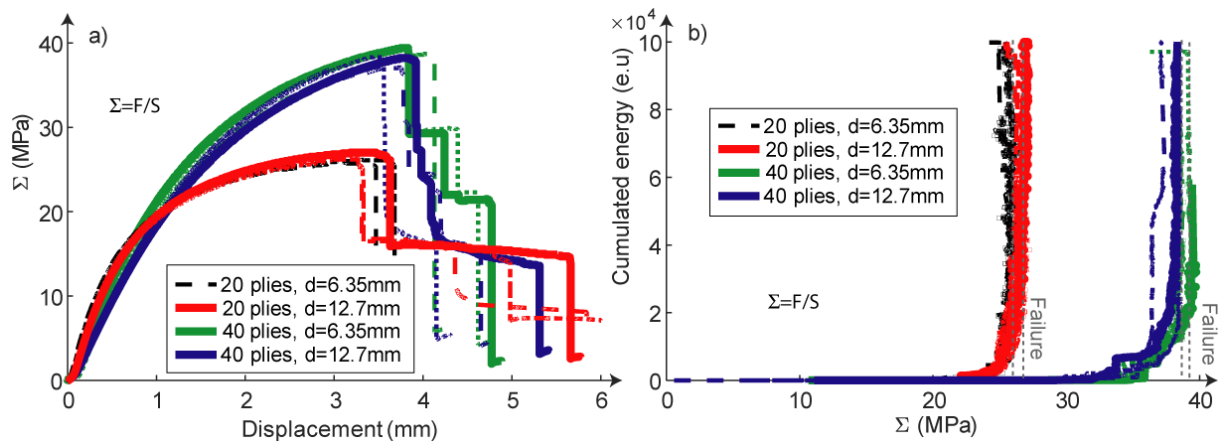 a)
Σ (MPa)
40
30
20
10
0
Σ=F/S
20 plies, d=6.35mm
20 plies, d=12.7mm
40 plies, d=6.35mm
40 plies, d=12.7mm
0 1 2 3 4 5 6
Displacement (mm)
×10⁴
b)
Cumulated energy (e.u)
10
8
6
4
2
0
20 plies, d=6.35mm
20 plies, d=12.7mm
40 plies, d=6.35mm
40 plies, d=12.7mm
Σ=F/S
Failure
Failure
0 10 20 30 40
Σ (MPa)